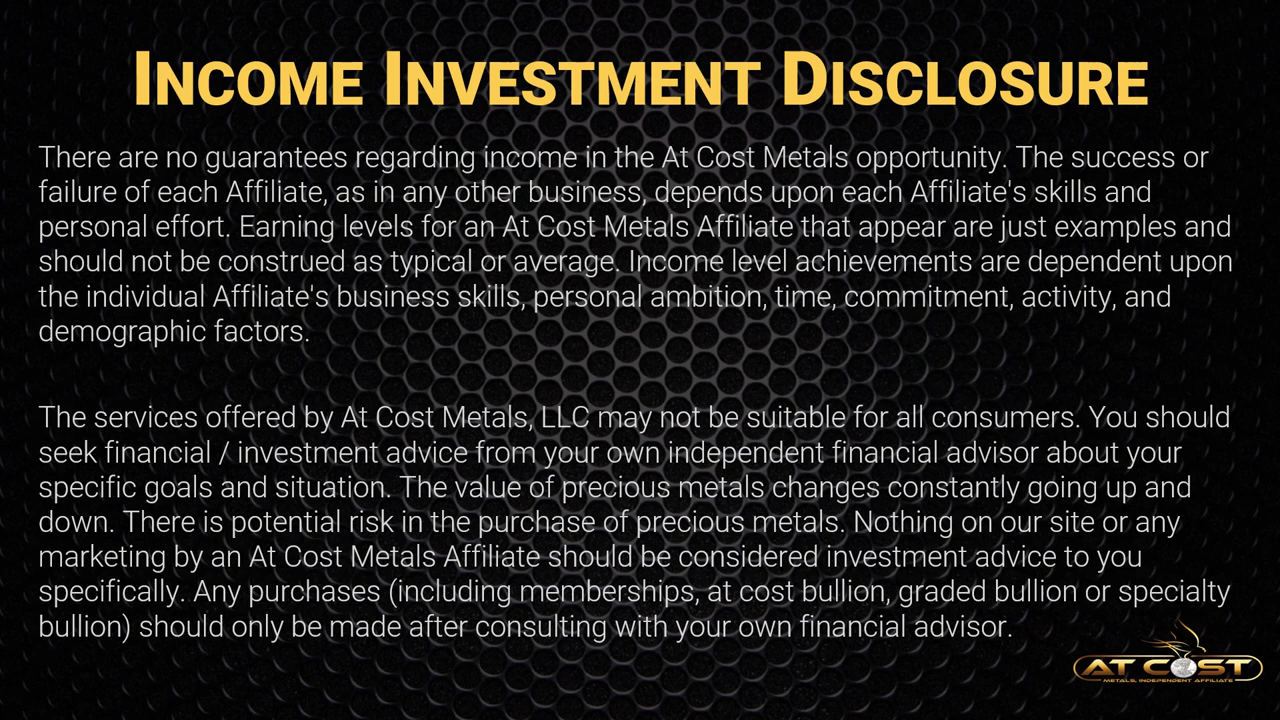 INCOME INVESTMENT DISCLOSURE
There are no guarantees regarding income in the At Cost Metals opportunity. The success or
failure of each Affiliate, as in any other business, depends upon each Affiliate's skills and
personal effort. Earning levels for an At Cost Metals Affiliate that appear are just examples and
should not be construed as typical or average. Income level achievements are dependent upon
the individual Affiliate's business skills, personal ambition, time, commitment, activity, and
demographic factors.
The services offered by At Cost Metals, LLC may not be suitable for all consumers. You should
seek financial / investment advice from your own independent financial advisor about your
specific goals and situation. The value of precious metals changes constantly going up and
down. There is potential risk in the purchase of precious metals. Nothing on our site or any
marketing by an At Cost Metals Affiliate should be considered investment advice to you
specifically. Any purchases (including memberships, at cost bullion, graded bullion or specialty
bullion) should only be made after consulting with your own financial advisor.
AT COST
METALS, INDEPENDENT AFFILIATE